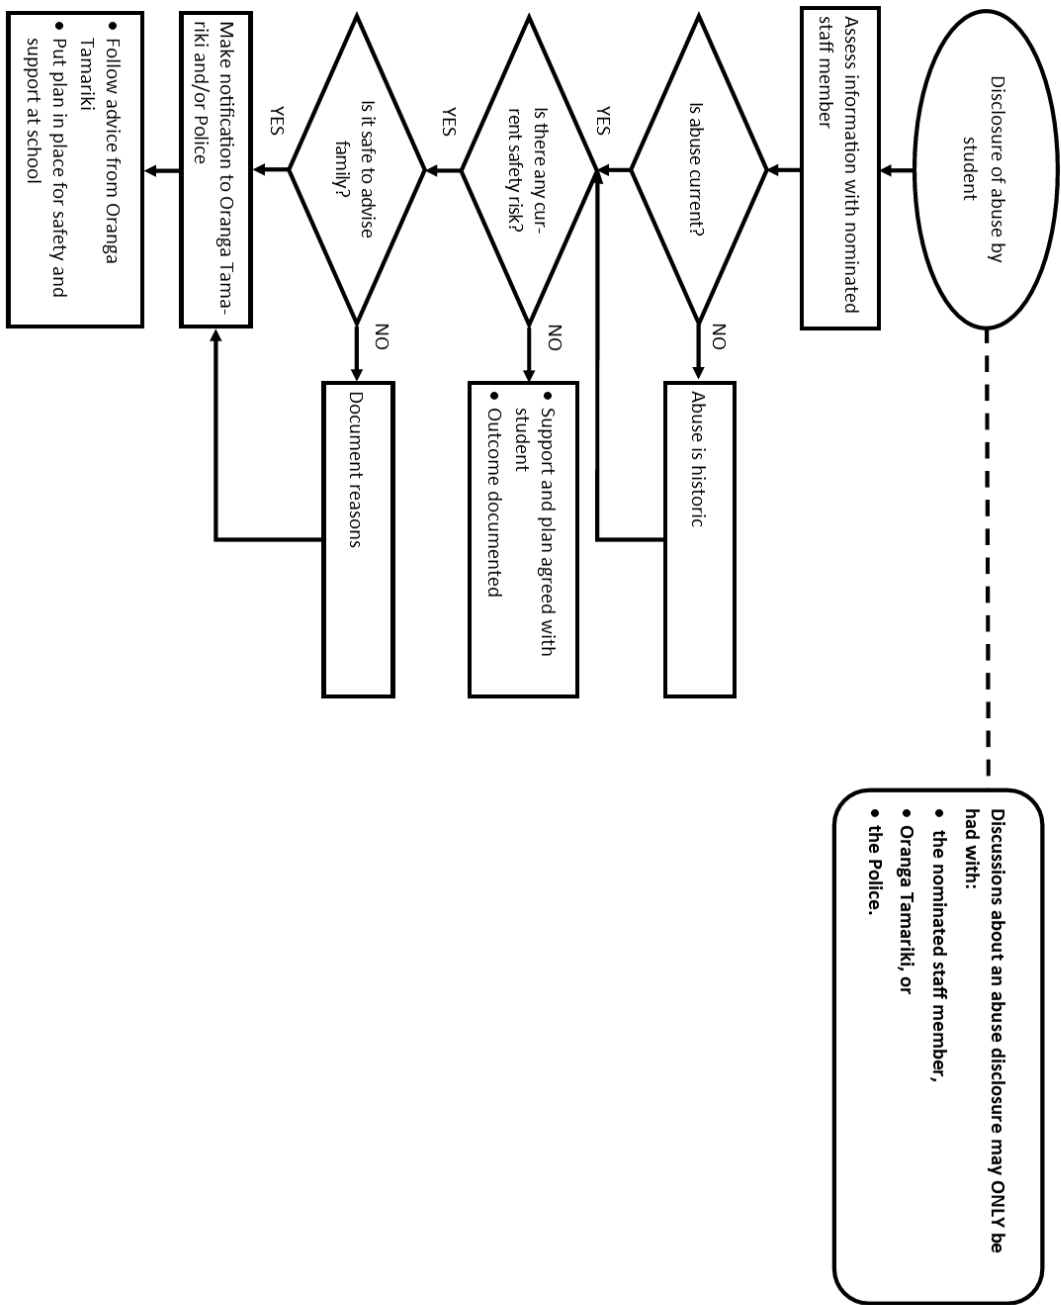 Disclosure of abuse by
student
Discussions about an abuse disclosure may ONLY be
had with:
• the nominated staff member,
• Oranga Tamariki, or
• the Police.
Assess information with nominated
staff member
Is abuse current?
NO
Abuse is historic
YES
Is there any cur-
rent safety risk?
NO
• Support and plan agreed with
student
• Outcome documented
YES
Is it safe to advise
family?
NO
Document reasons
YES
Make notification to Oranga Tama-
riki and/or Police
• Follow advice from Oranga
Tamariki
• Put plan in place for safety and
support at school